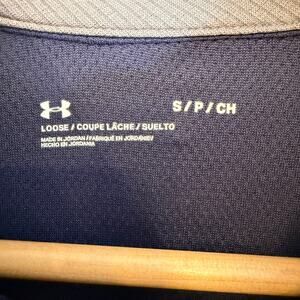 S / P / CH
LOOSE / COUPE LÂCHE / SUELTO
MADE IN JORDAN / FABRIQUÉ EN JORDANIE /
HECHO EN JORDANIA